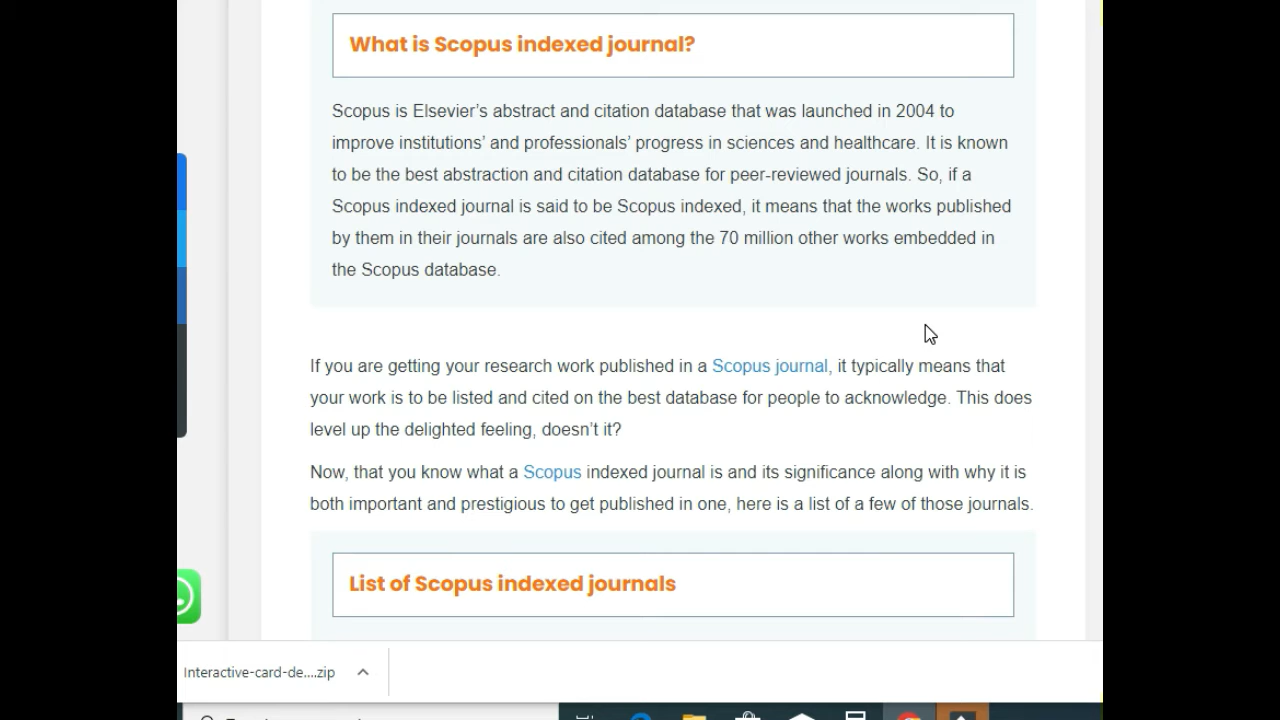 What is Scopus indexed journal?
Scopus is Elsevier’s abstract and citation database that was launched in 2004 to
improve institutions’ and professionals’ progress in sciences and healthcare. It is known
to be the best abstraction and citation database for peer-reviewed journals. So, if a
Scopus indexed journal is said to be Scopus indexed, it means that the works published
by them in their journals are also cited among the 70 million other works embedded in
the Scopus database.
If you are getting your research work published in a Scopus journal, it typically means that
your work is to be listed and cited on the best database for people to acknowledge. This does
level up the delighted feeling, doesn’t it?
Now, that you know what a Scopus indexed journal is and its significance along with why it is
both important and prestigious to get published in one, here is a list of a few of those journals.
List of Scopus indexed journals
Interactive-card-de....zip